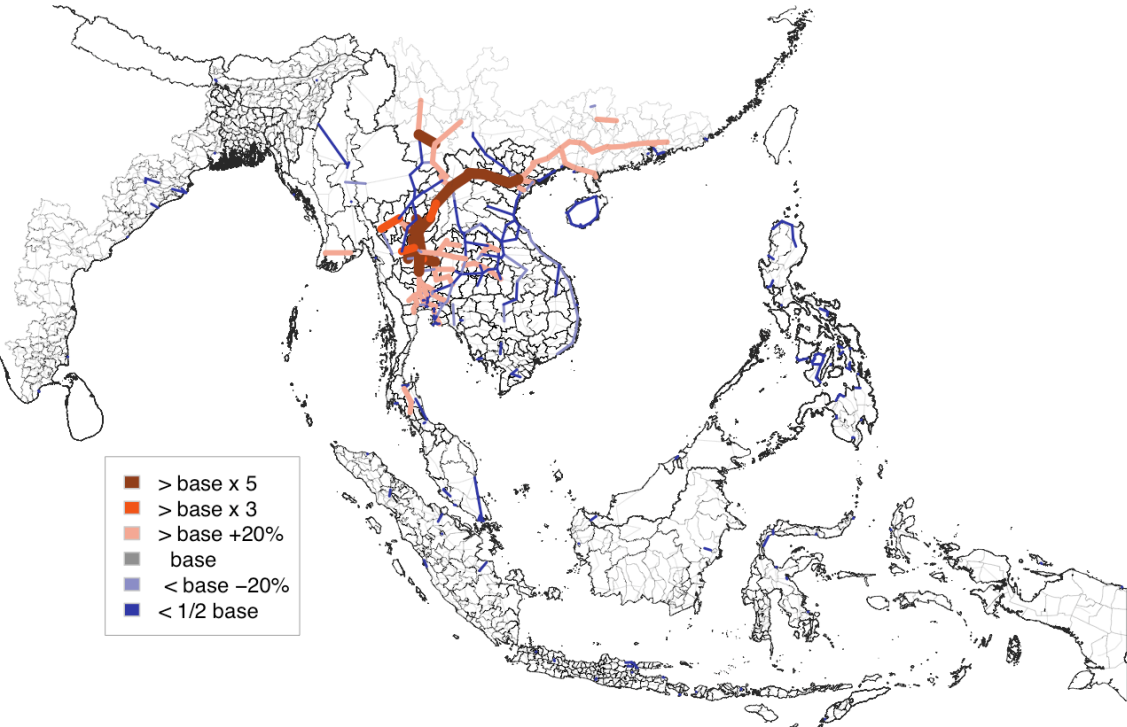 > base x 5
> base x 3
> base +20%
base
< base −20%
< 1/2 base